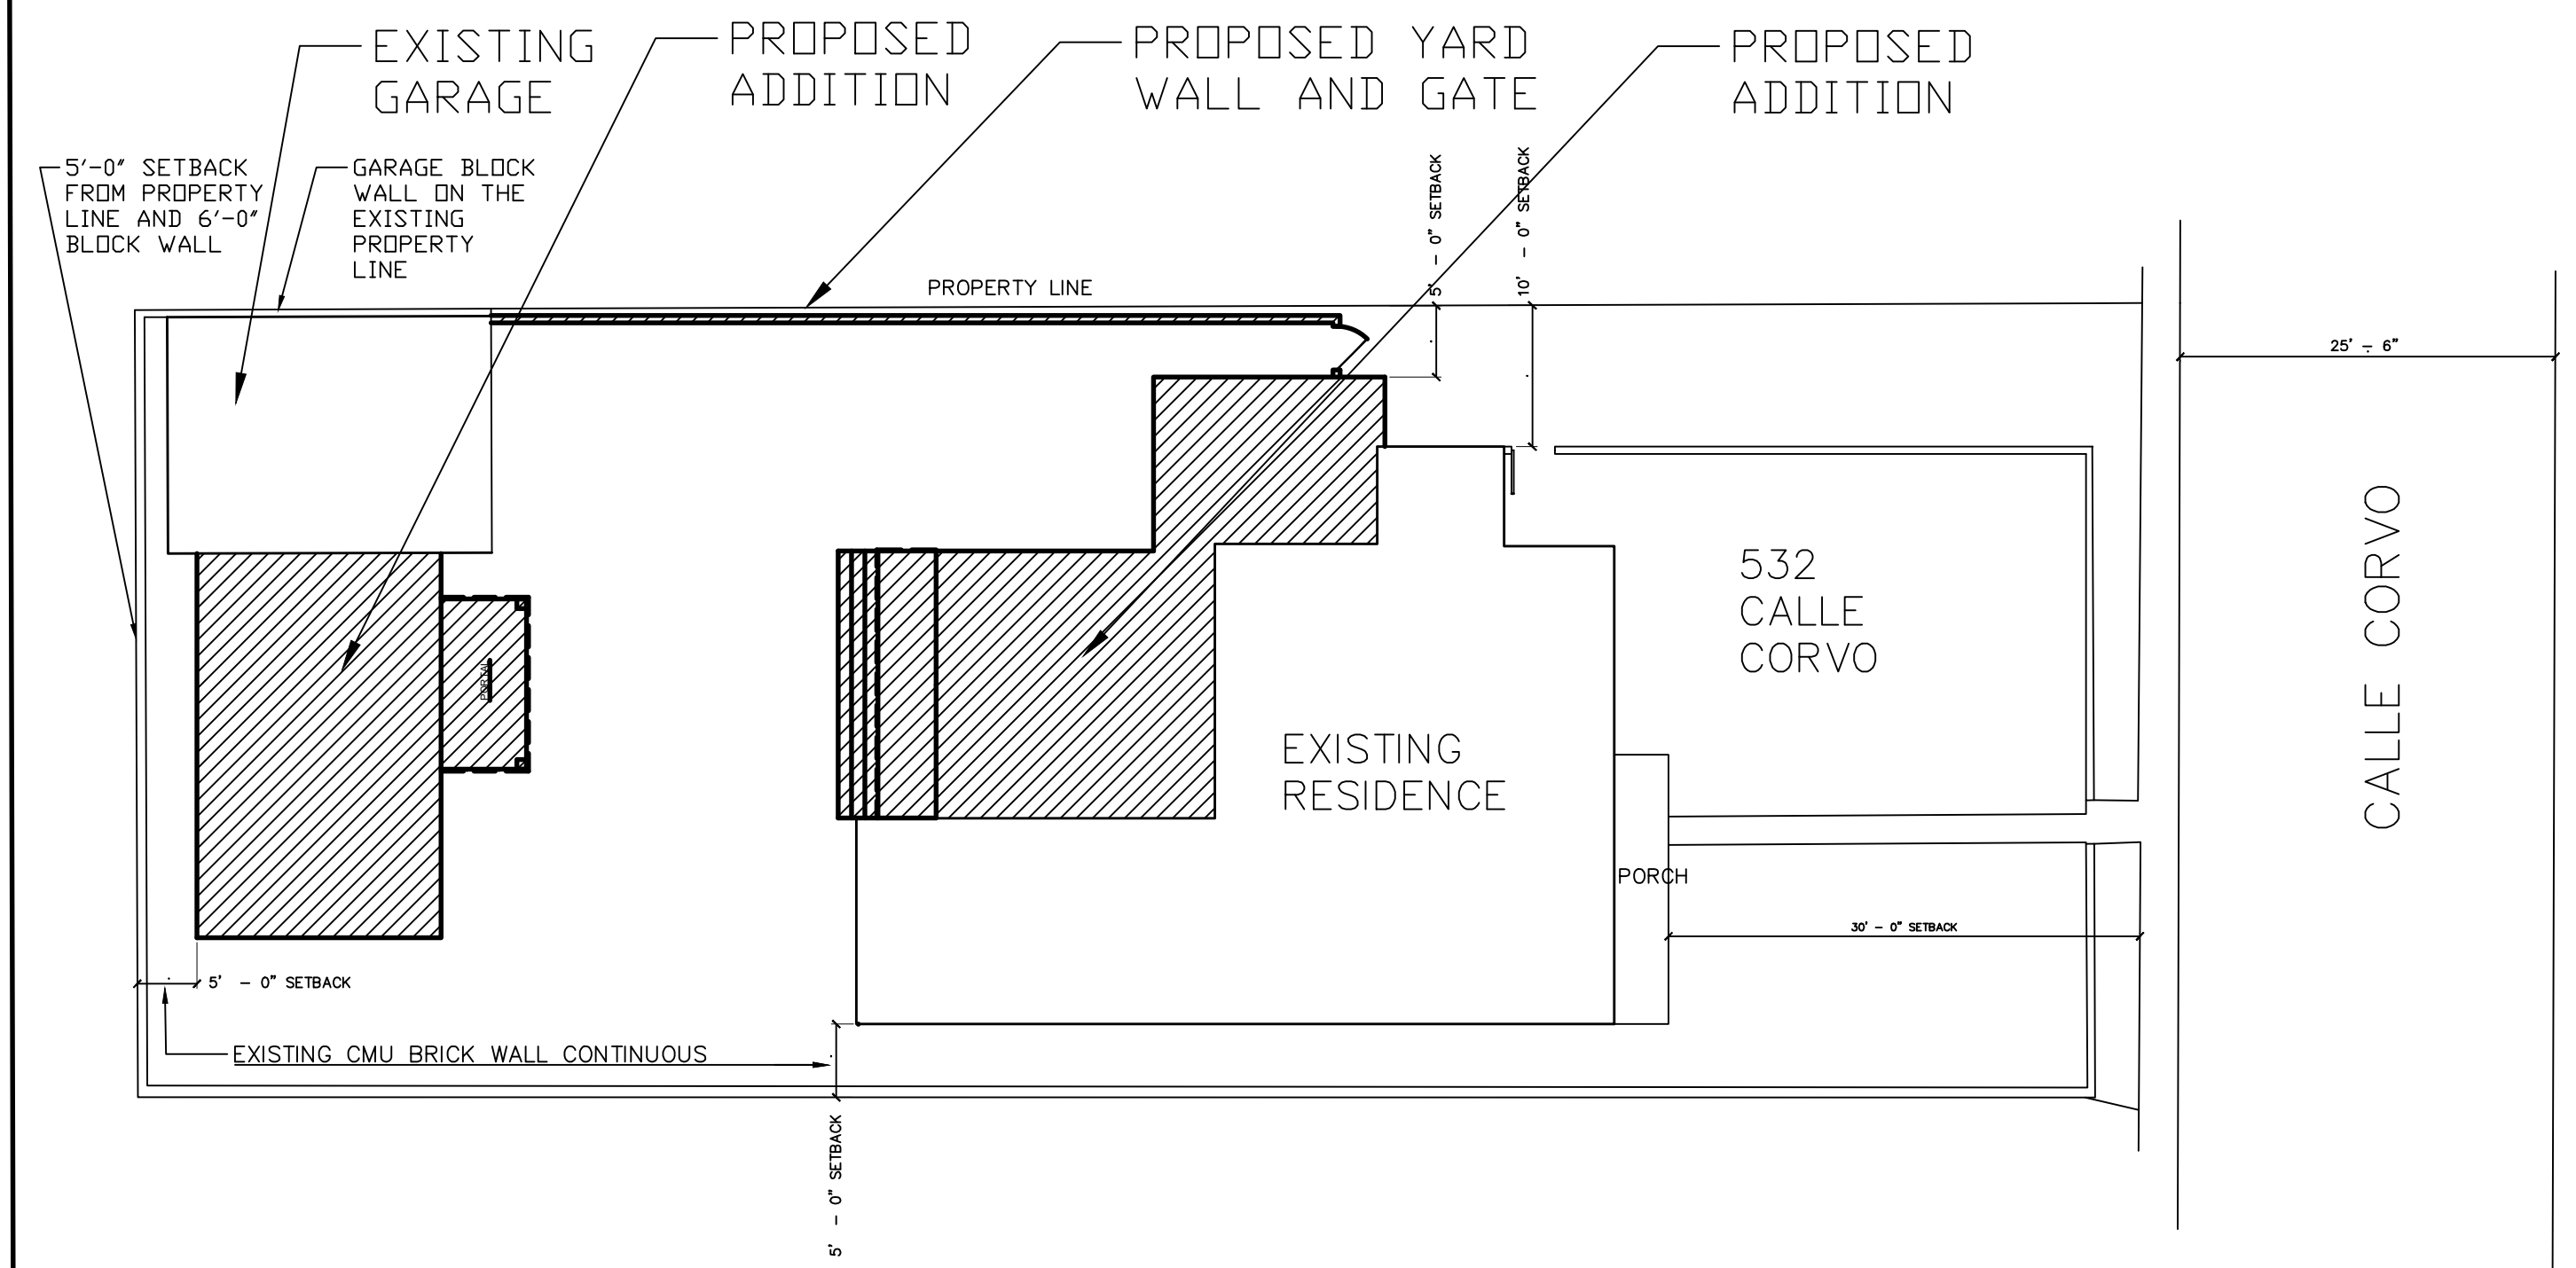 EXISTING
GARAGE
PROPOSED
ADDITION
PROPOSED YARD
WALL AND GATE
PROPOSED
ADDITION
5'-0" SETBACK
FROM PROPERTY
LINE AND 6'-0"
BLOCK WALL
GARAGE BLOCK
WALL ON THE
EXISTING
PROPERTY
LINE
PROPERTY LINE
5' - 0" SETBACK
10' - 0" SETBACK
25' - 6"
532
CALLE
CORVO
CALLE CORVO
PORTAL
EXISTING
RESIDENCE
PORCH
30' - 0" SETBACK
5' - 0" SETBACK
EXISTING CMU BRICK WALL CONTINUOUS
5' - 0" SETBACK